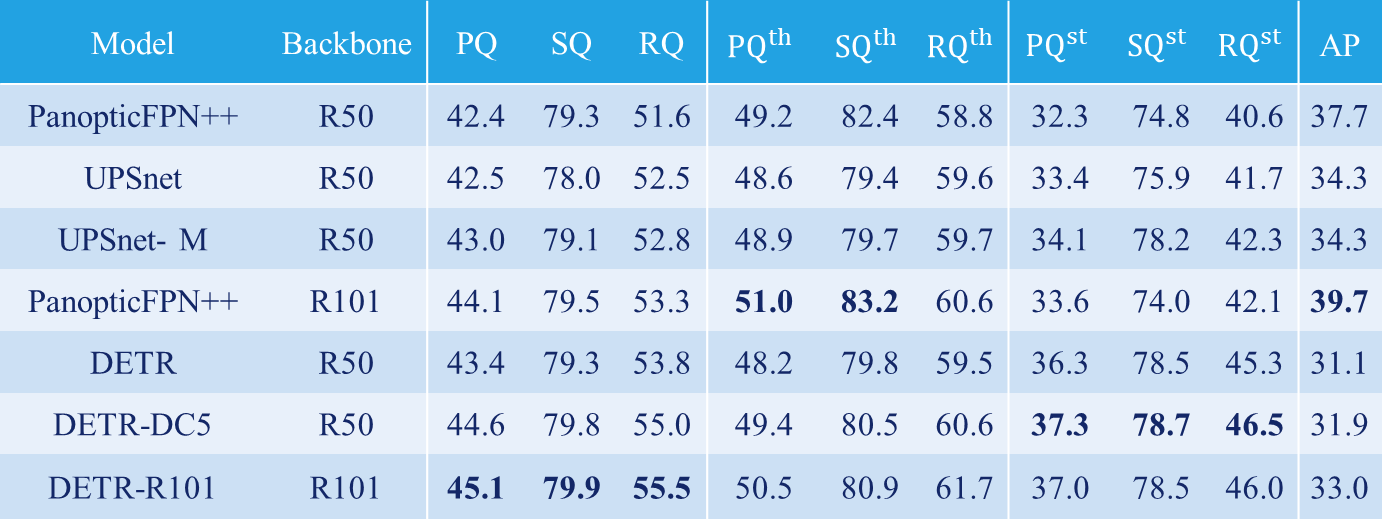 Model Backbone PQ SQ RQ PQth SQth RQth PQst SQst RQst AP
PanopticFPN++ R50 42.4 79.3 51.6 49.2 82.4 58.8 32.3 74.8 40.6 37.7
UPSnet R50 42.5 78.0 52.5 48.6 79.4 59.6 33.4 75.9 41.7 34.3
UPSnet- M R50 43.0 79.1 52.8 48.9 79.7 59.7 34.1 78.2 42.3 34.3
PanopticFPN++ R101 44.1 79.5 53.3 51.0 83.2 60.6 33.6 74.0 42.1 39.7
DETR R50 43.4 79.3 53.8 48.2 79.8 59.5 36.3 78.5 45.3 31.1
DETR-DC5 R50 44.6 79.8 55.0 49.4 80.5 60.6 37.3 78.7 46.5 31.9
DETR-R101 R101 45.1 79.9 55.5 50.5 80.9 61.7 37.0 78.5 46.0 33.0